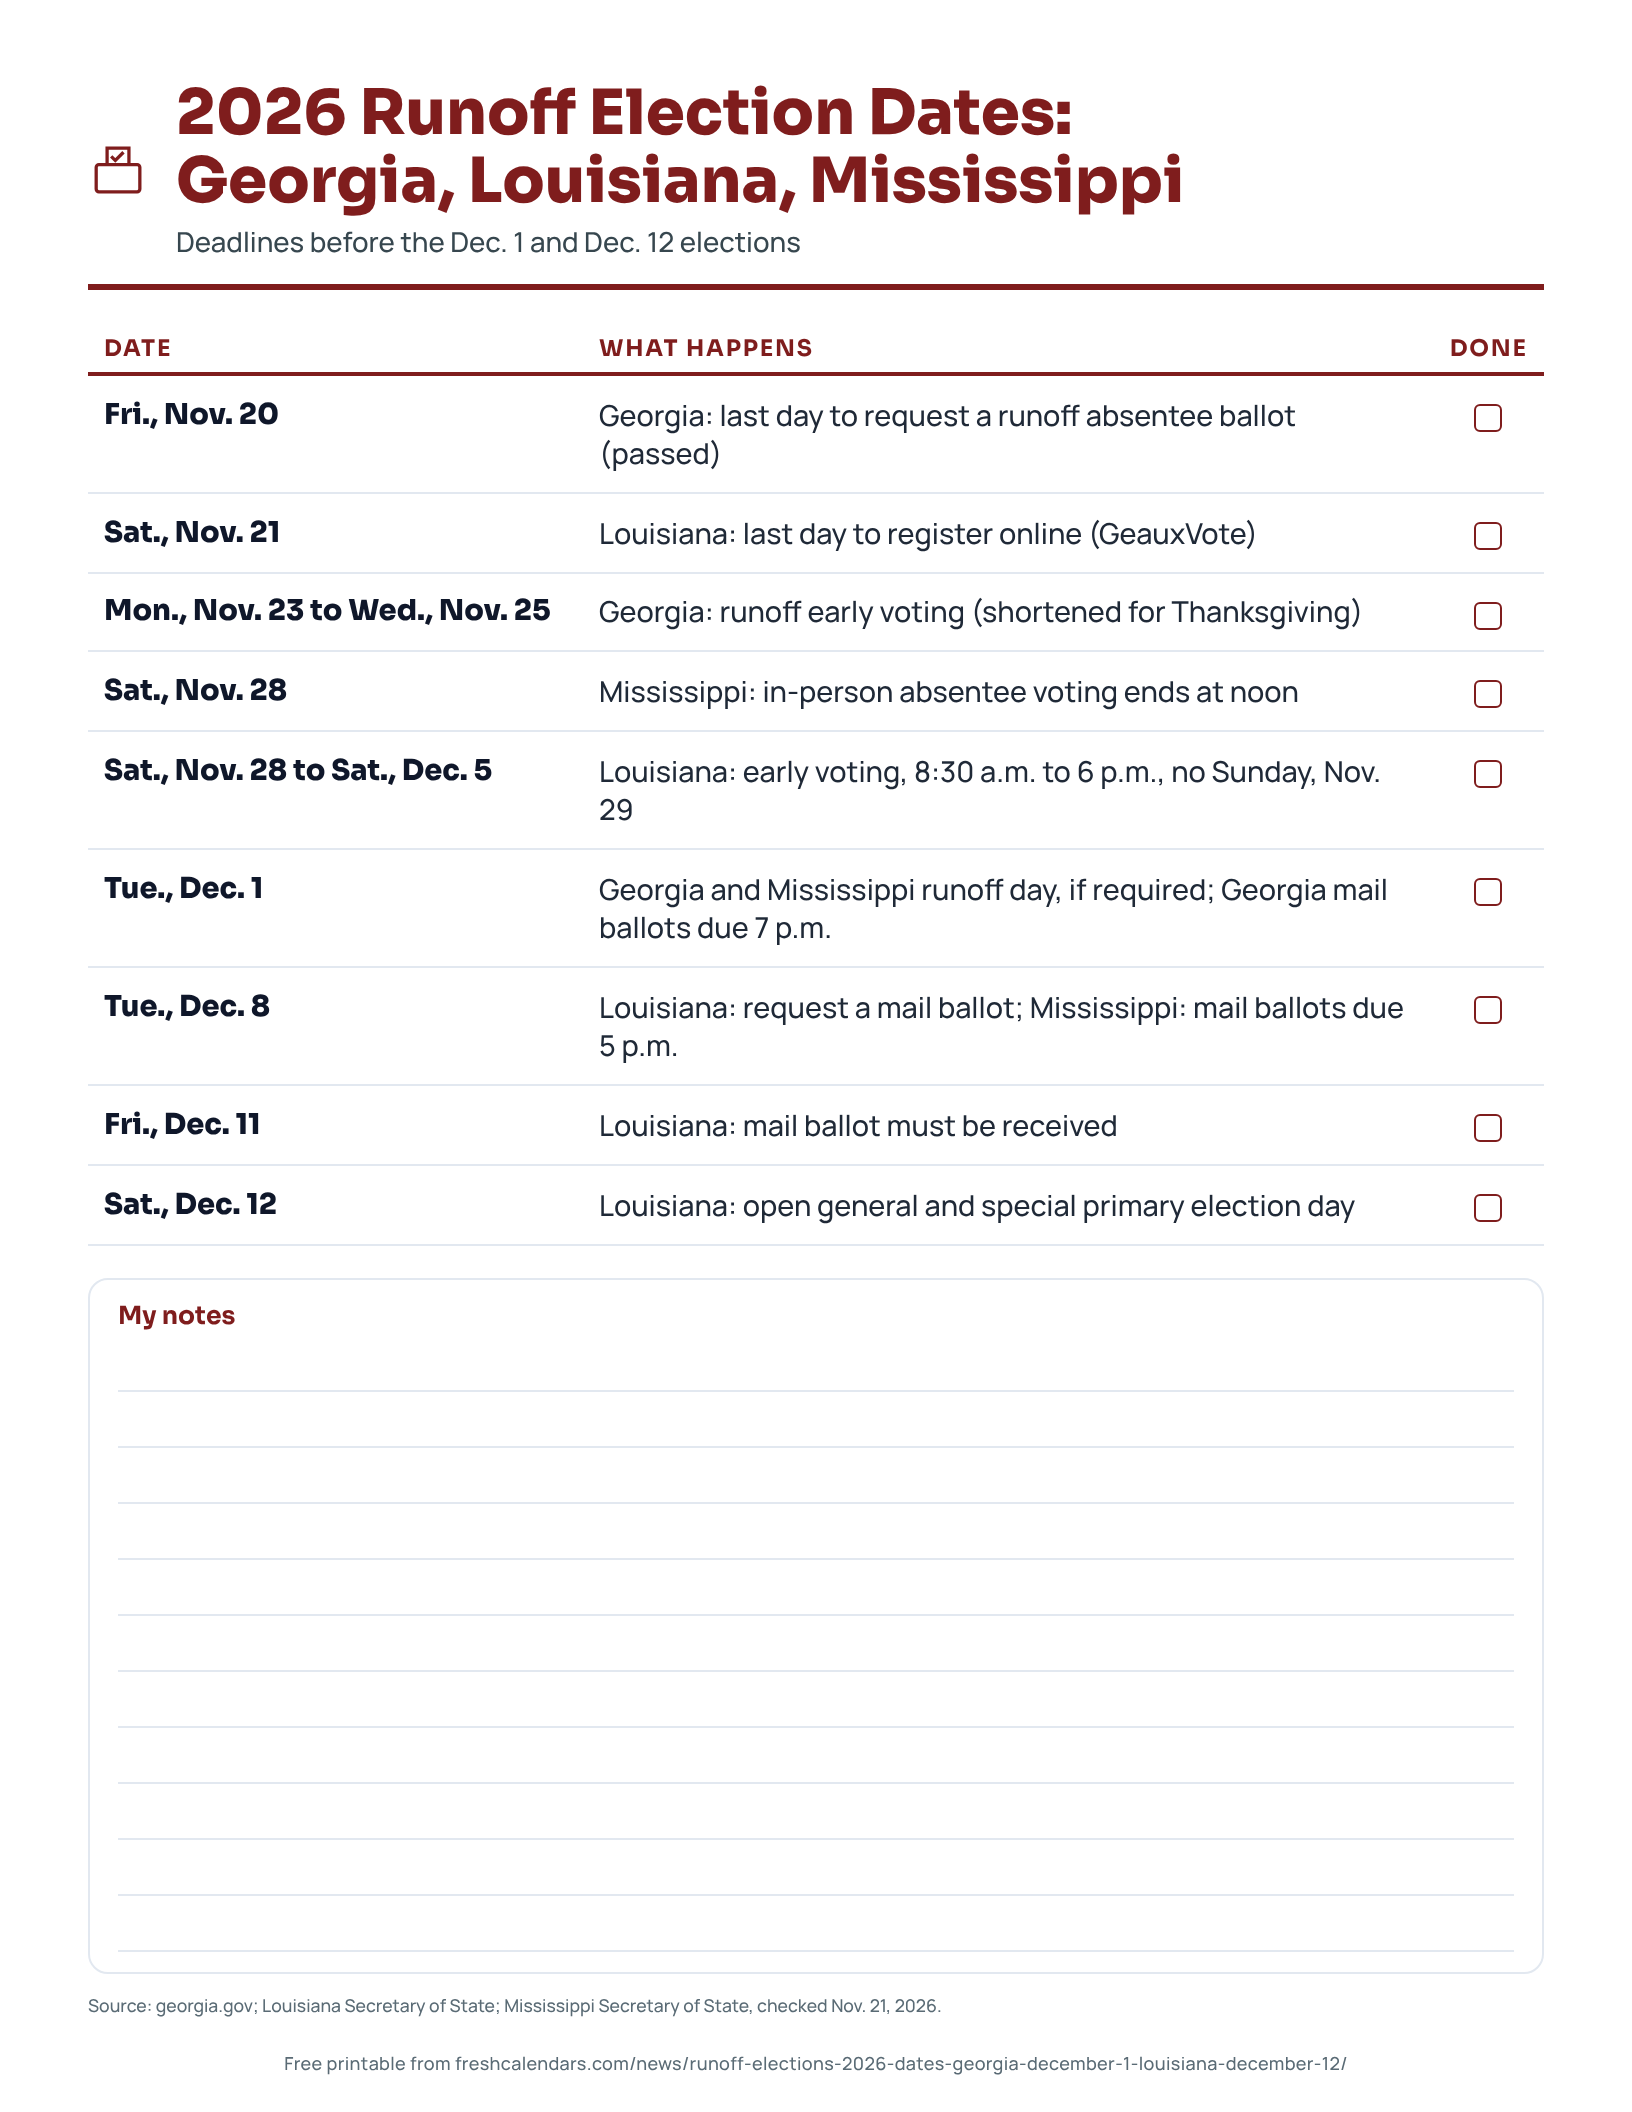 2026 Runoff Election Dates:
Georgia, Louisiana, Mississippi
Deadlines before the Dec. 1 and Dec. 12 elections
DATE WHAT HAPPENS DONE
Fri., Nov. 20 Georgia: last day to request a runoff absentee ballot
(passed)
Sat., Nov. 21 Louisiana: last day to register online (GeauxVote)
Mon., Nov. 23 to Wed., Nov. 25 Georgia: runoff early voting (shortened for Thanksgiving)
Sat., Nov. 28 Mississippi: in-person absentee voting ends at noon
Sat., Nov. 28 to Sat., Dec. 5 Louisiana: early voting, 8:30 a.m. to 6 p.m., no Sunday, Nov.
29
Tue., Dec. 1 Georgia and Mississippi runoff day, if required; Georgia mail
ballots due 7 p.m.
Tue., Dec. 8 Louisiana: request a mail ballot; Mississippi: mail ballots due
5 p.m.
Fri., Dec. 11 Louisiana: mail ballot must be received
Sat., Dec. 12 Louisiana: open general and special primary election day
My notes
Source: georgia.gov; Louisiana Secretary of State; Mississippi Secretary of State, checked Nov. 21, 2026.
Free printable from freshcalendars.com/news/runoff-elections-2026-dates-georgia-december-1-louisiana-december-12/